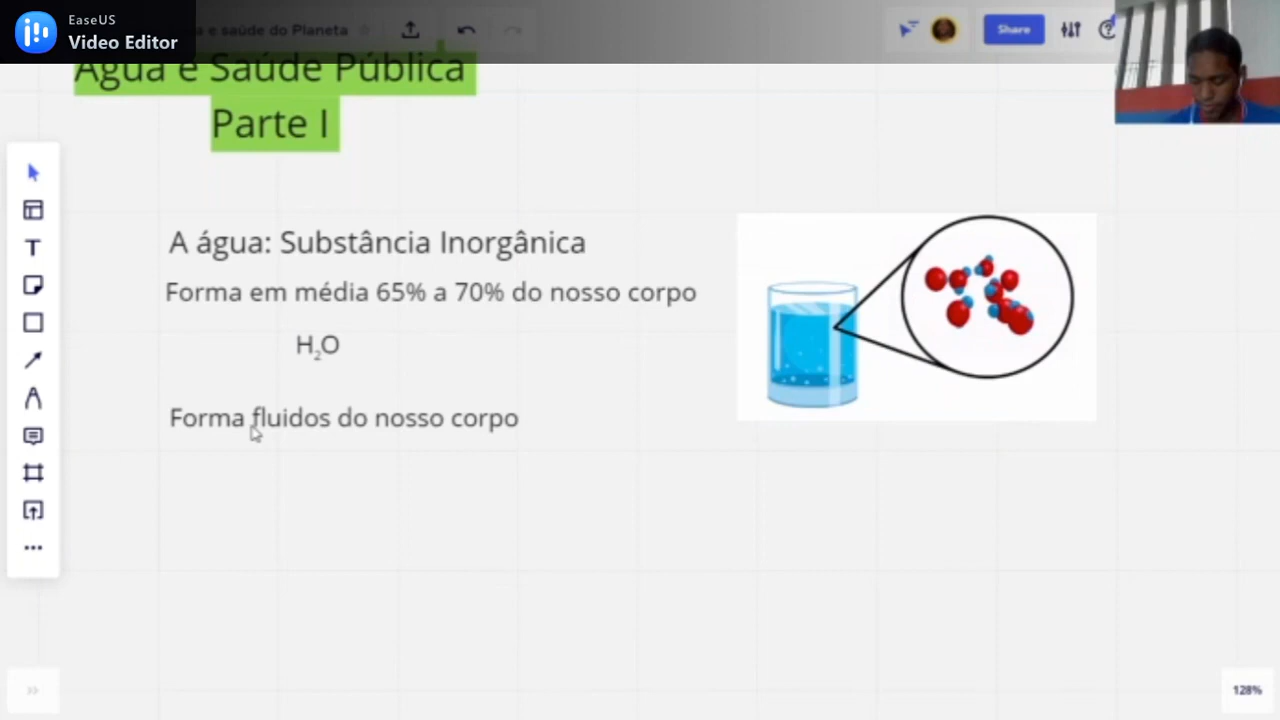 EaseUS
Video Editor
e saúde do Planeta
Share
Água e Saúde Pública
Parte I
A água: Substância Inorgânica
Forma em média 65% a 70% do nosso corpo
H₂O
Forma fluidos do nosso corpo
128%